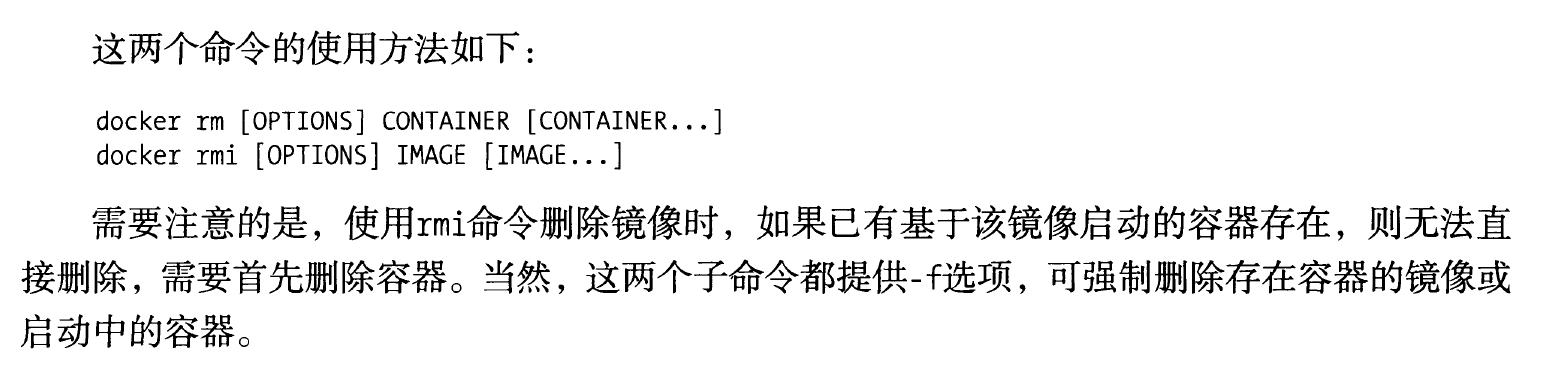 这两个命令的使用方法如下：
docker rm [OPTIONS] CONTAINER [CONTAINER...]
docker rmi [OPTIONS] IMAGE [IMAGE...]
需要注意的是，使用rmi命令删除镜像时，如果已有基于该镜像启动的容器存在，则无法直
接删除，需要首先删除容器。当然，这两个子命令都提供-f选项，可强制删除存在容器的镜像或
启动中的容器。